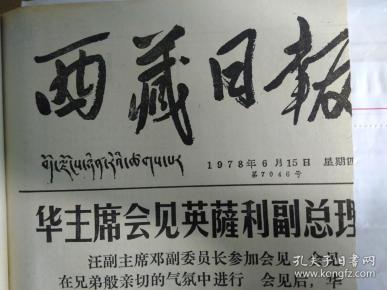 西藏日報
1978年6月15日 星期四
第7046号
华主席会见英萨利副总理
汪副主席邓副委员长参加会见
在兄弟般亲切的气氛中进行 会见后，华
孔夫子旧书网